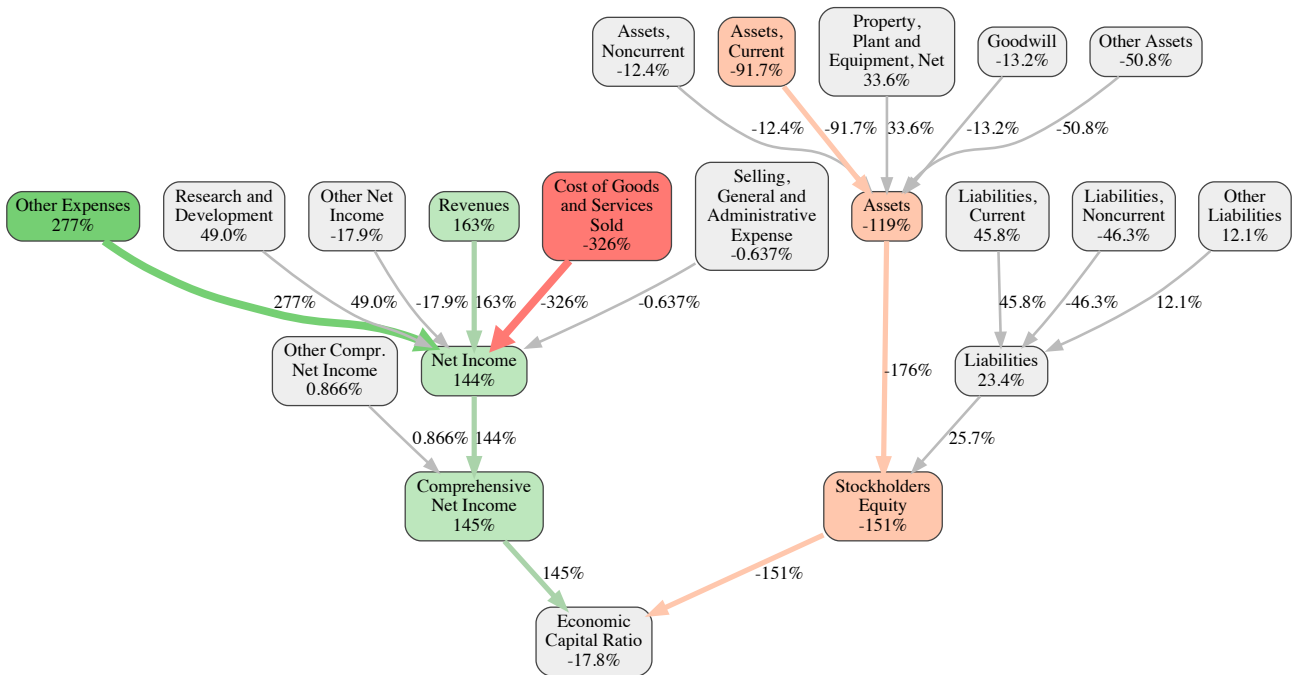 Assets,
Noncurrent
-12.4%
Assets,
Current
-91.7%
Property,
Plant and
Equipment, Net
33.6%
Goodwill
-13.2%
Other Assets
-50.8%
-12.4%
-91.7%
33.6%
-13.2%
-50.8%
Other Expenses
277%
Research and
Development
49.0%
Other Net
Income
-17.9%
Revenues
163%
Cost of Goods
and Services
Sold
-326%
Selling,
General and
Administrative
Expense
-0.637%
Assets
-119%
Liabilities,
Current
45.8%
Liabilities,
Noncurrent
-46.3%
Other
Liabilities
12.1%
277%
49.0%
-17.9%
163%
-326%
-0.637%
45.8%
-46.3%
12.1%
Other Compr.
Net Income
0.866%
Net Income
144%
-176%
Liabilities
23.4%
0.866%
144%
25.7%
Comprehensive
Net Income
145%
Stockholders
Equity
-151%
145%
-151%
Economic
Capital Ratio
-17.8%